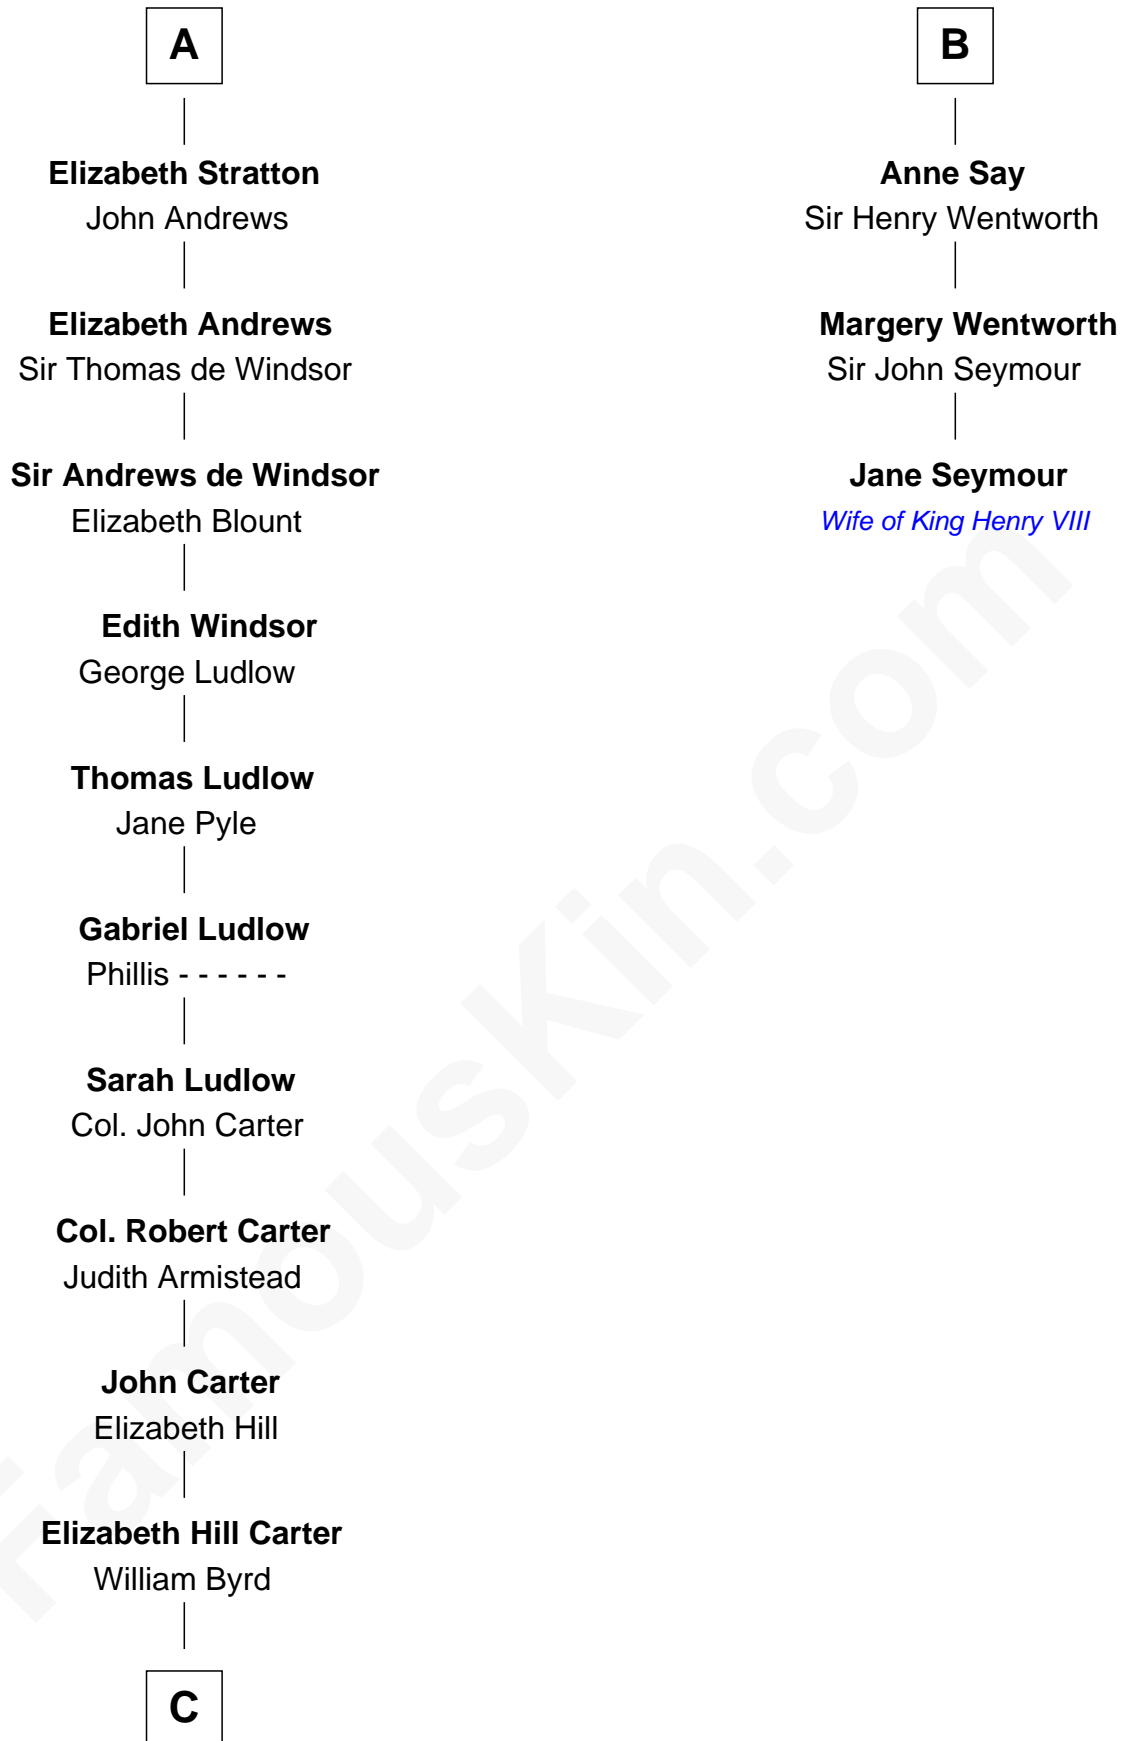 A
Elizabeth Stratton
John Andrews
Elizabeth Andrews
Sir Thomas de Windsor
Sir Andrews de Windsor
Elizabeth Blount
Edith Windsor
George Ludlow
Thomas Ludlow
Jane Pyle
Gabriel Ludlow
Phillis - - - - - -
Sarah Ludlow
Col. John Carter
Col. Robert Carter
Judith Armistead
John Carter
Elizabeth Hill
Elizabeth Hill Carter
William Byrd
C
B
Anne Say
Sir Henry Wentworth
Margery Wentworth
Sir John Seymour
Jane Seymour
Wife of King Henry VIII
FamousKin.com